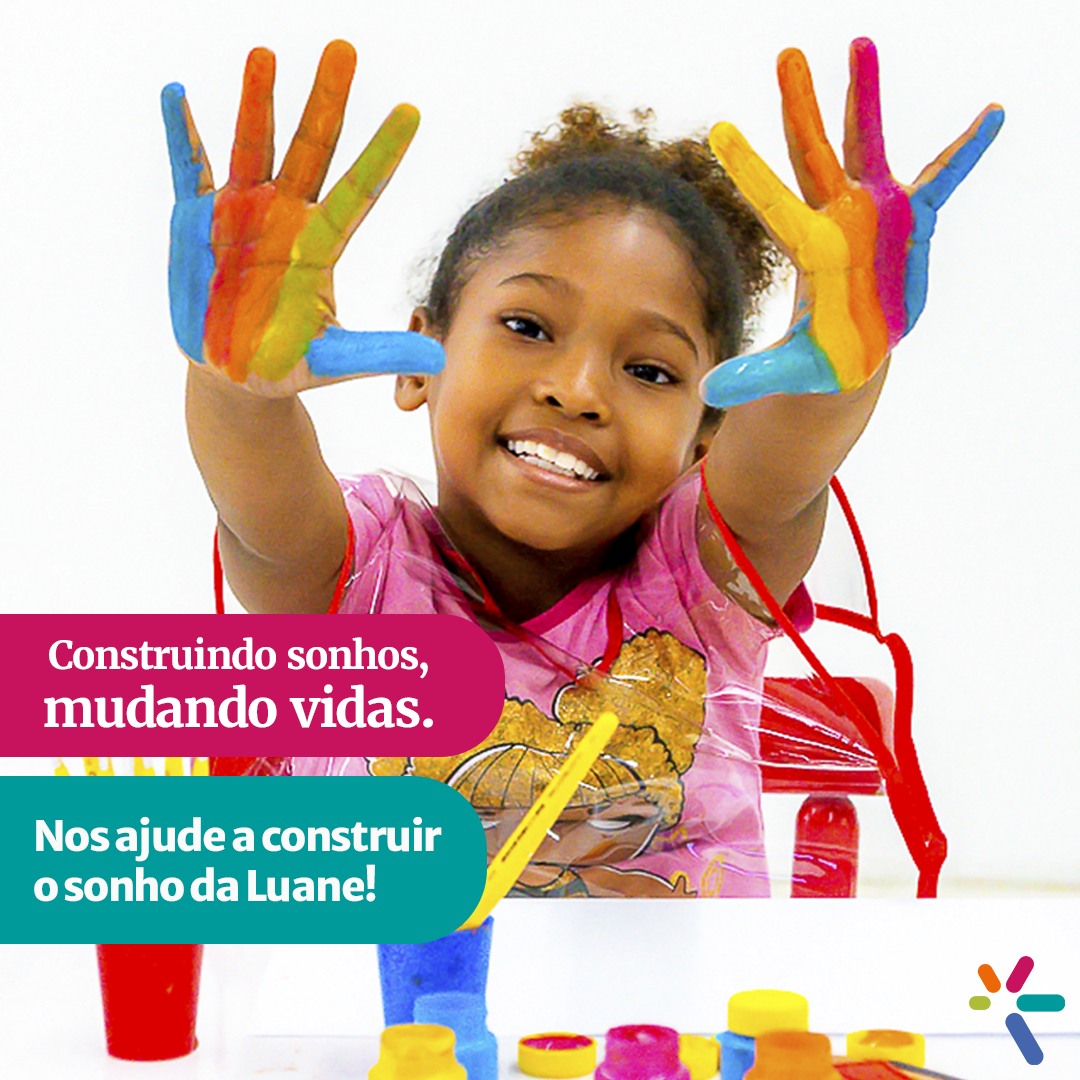 Construindo sonhos,
mudando vidas.
Nos ajude a construir
o sonho da Luane!